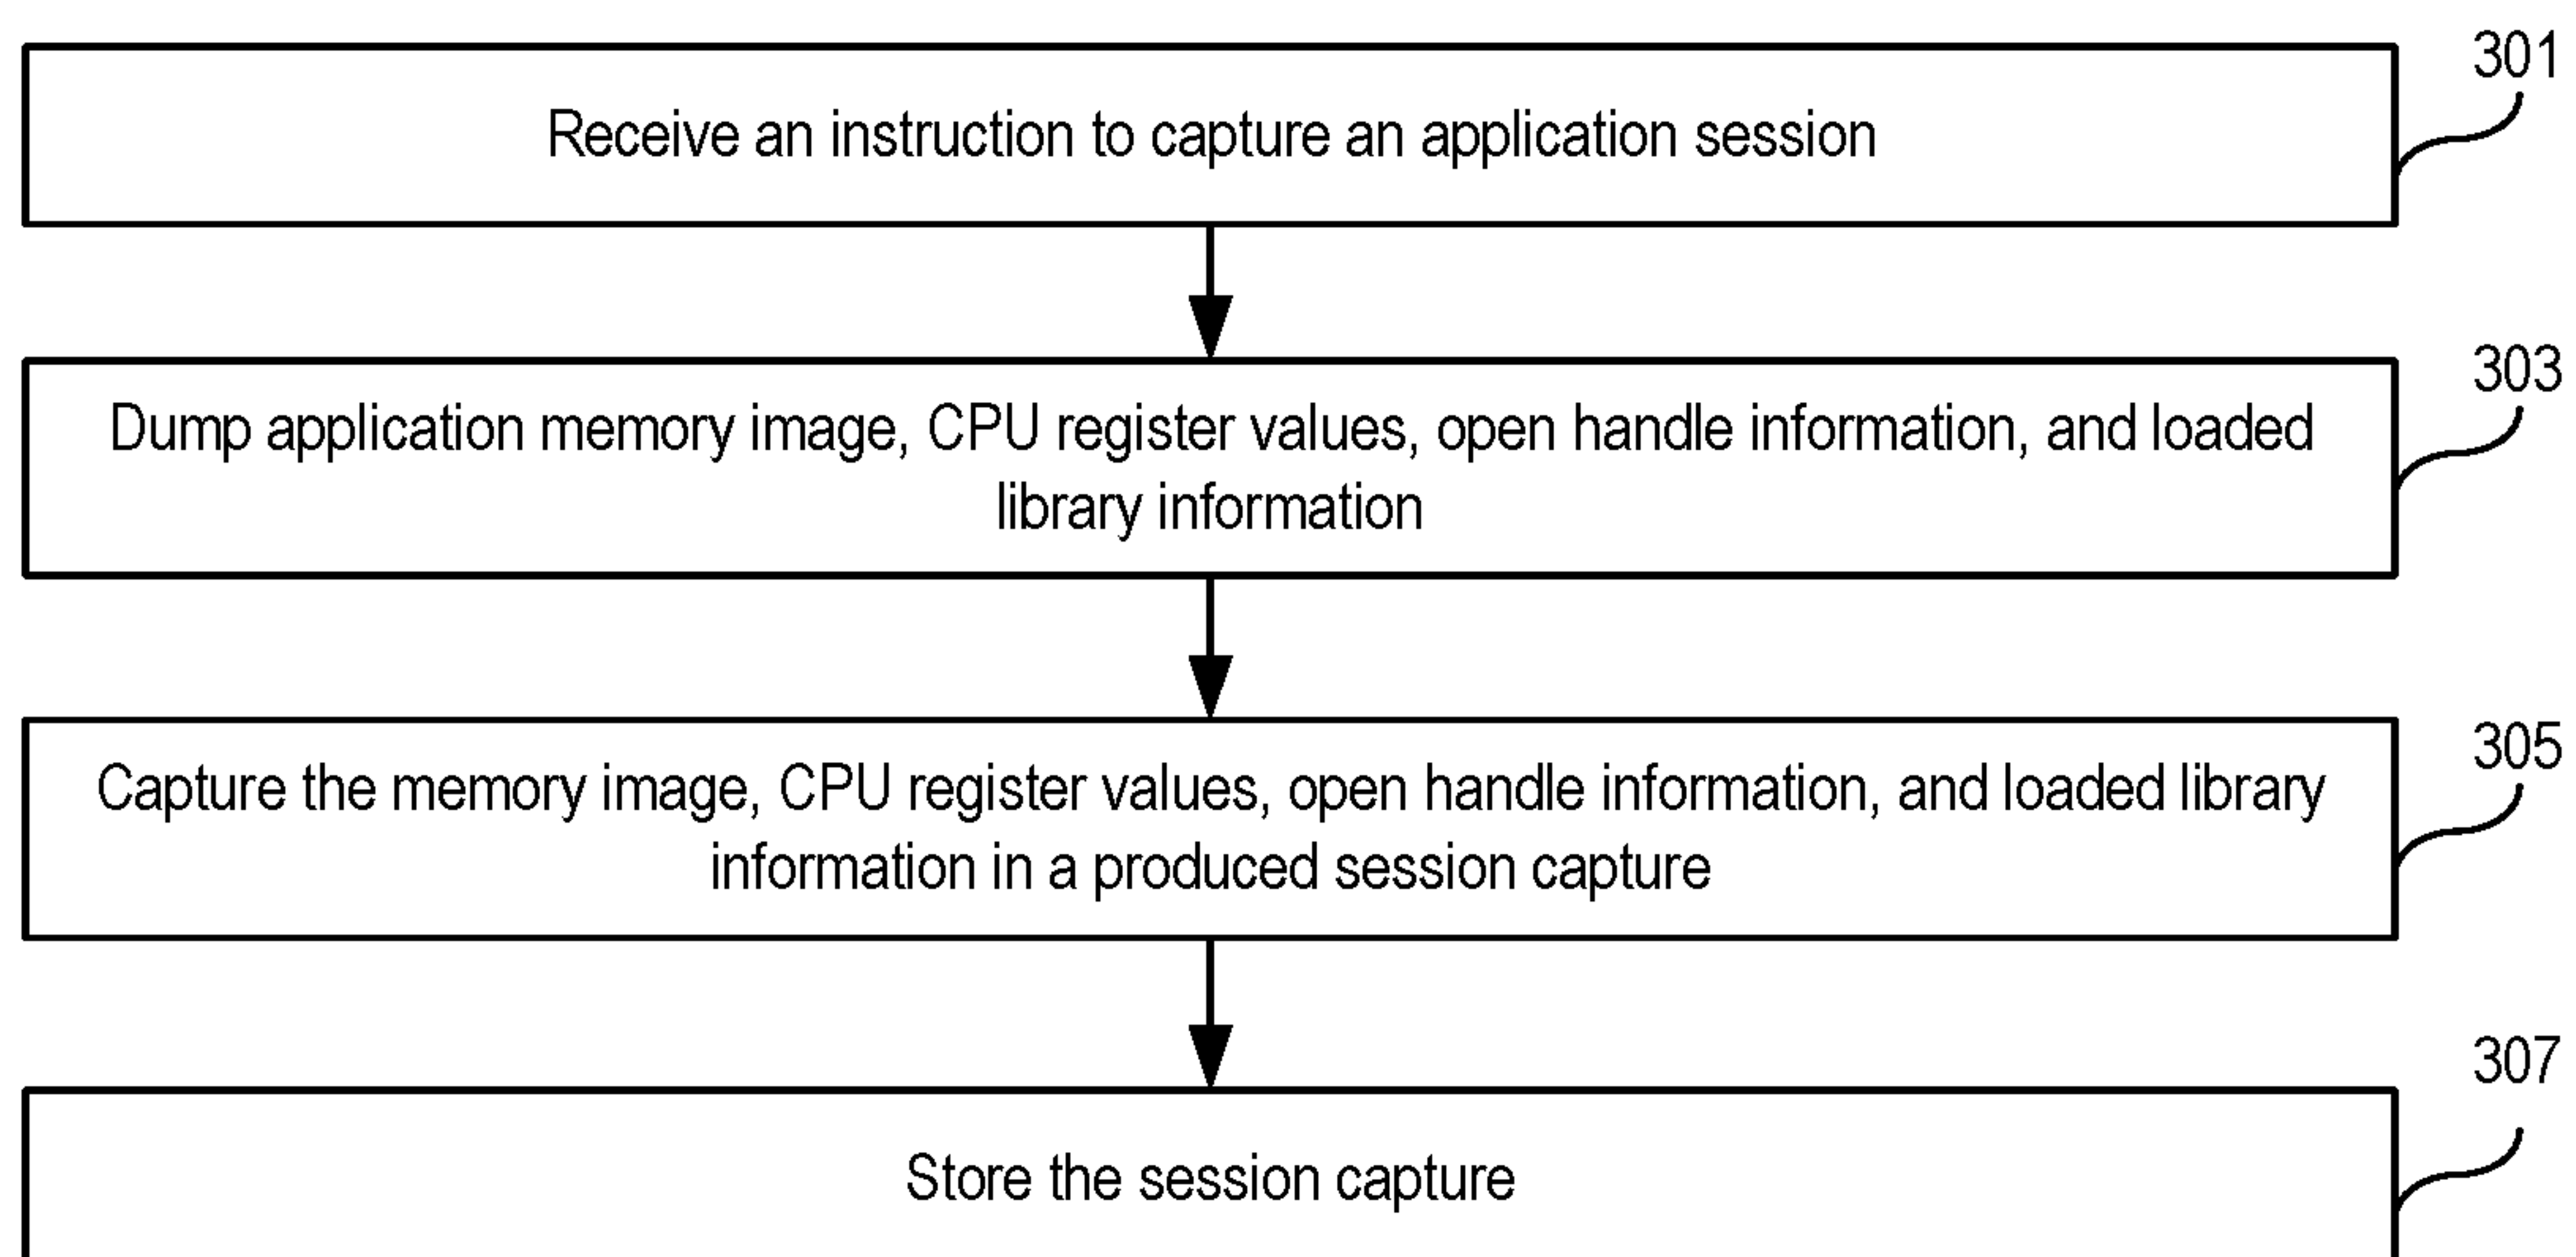 301
Receive an instruction to capture an application session
303
Dump application memory image, CPU register values, open handle information, and loaded
library information
305
Capture the memory image, CPU register values, open handle information, and loaded library
information in a produced session capture
307
Store the session capture